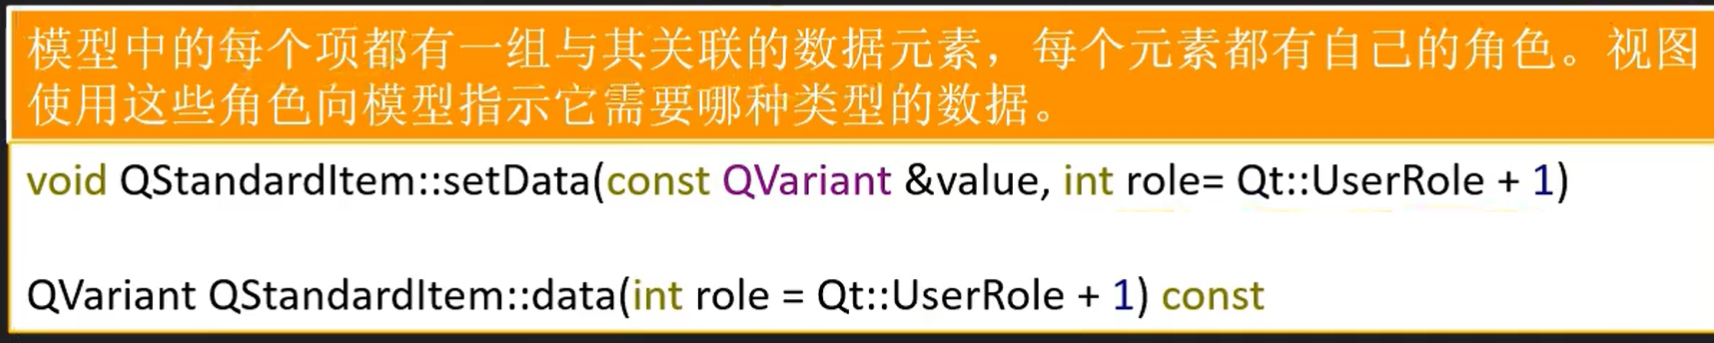 模型中的每个项都有一组与其关联的数据元素，每个元素都有自己的角色。视图
使用这些角色向模型指示它需要哪种类型的数据。
void QStandardItem::setData(const QVariant &value, int role= Qt::UserRole + 1)
QVariant QStandardItem::data(int role = Qt::UserRole + 1) const